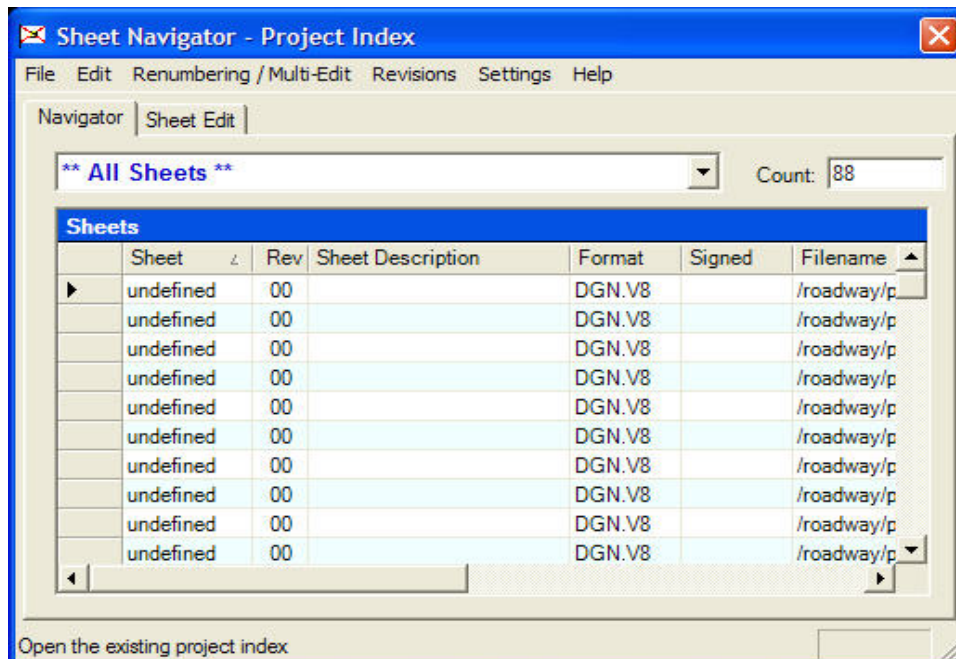 Sheet Navigator - Project Index
File Edit Renumbering / Multi-Edit Revisions Settings Help
Navigator Sheet Edit
** All Sheets ** Count: 88
Sheets
Sheet Rev Sheet Description Format Signed Filename
undefined 00 DGN.V8 /roadway/p
undefined 00 DGN.V8 /roadway/p
undefined 00 DGN.V8 /roadway/p
undefined 00 DGN.V8 /roadway/p
undefined 00 DGN.V8 /roadway/p
undefined 00 DGN.V8 /roadway/p
undefined 00 DGN.V8 /roadway/p
undefined 00 DGN.V8 /roadway/p
undefined 00 DGN.V8 /roadway/p
undefined 00 DGN.V8 /roadway/p
Open the existing project index